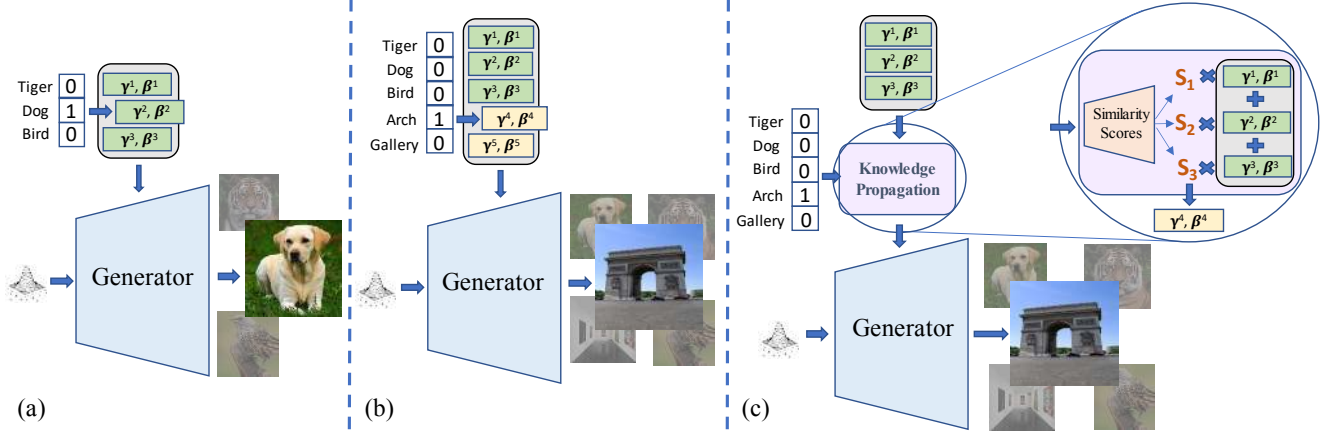 Tiger 0
Dog 1
Bird 0
γ¹, β¹
γ², β²
γ³, β³
Generator
(a)
Tiger 0
Dog 0
Bird 0
Arch 1
Gallery 0
γ¹, β¹
γ², β²
γ³, β³
γ⁴, β⁴
γ⁵, β⁵
Generator
(b)
γ¹, β¹
γ², β²
γ³, β³
Tiger 0
Dog 0
Bird 0
Arch 1
Gallery 0
Knowledge
Propagation
Similarity
Scores
S₁ γ¹, β¹
S₂ γ², β²
S₃ γ³, β³
γ⁴, β⁴
Generator
(c)